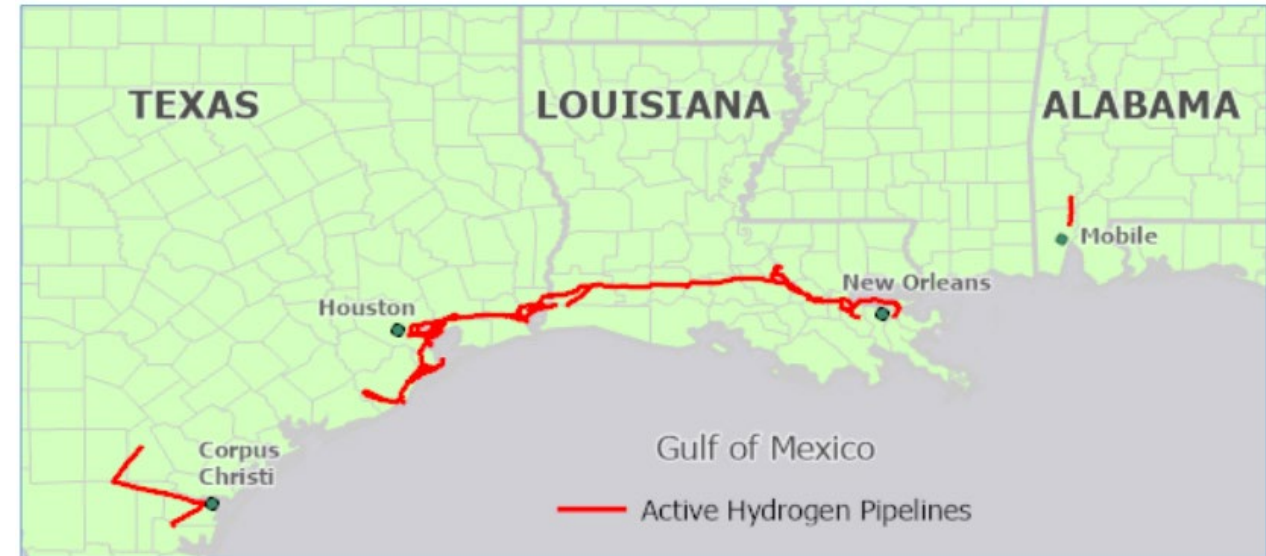 TEXAS
LOUISIANA
ALABAMA
Mobile
New Orleans
Houston
Corpus
Christi
Gulf of Mexico
Active Hydrogen Pipelines